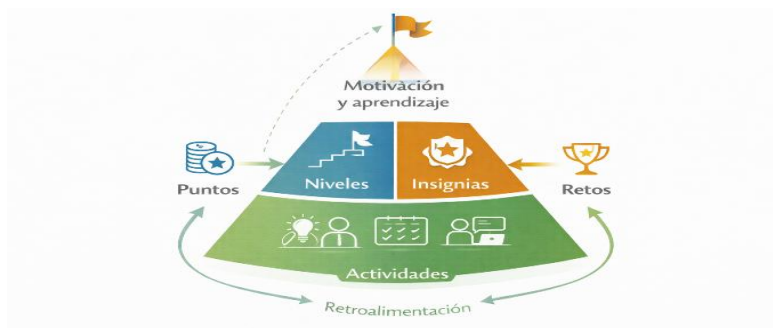 Motivación
y aprendizaje
Puntos
Niveles
Insignias
Retos
Actividades
Retroalimentación